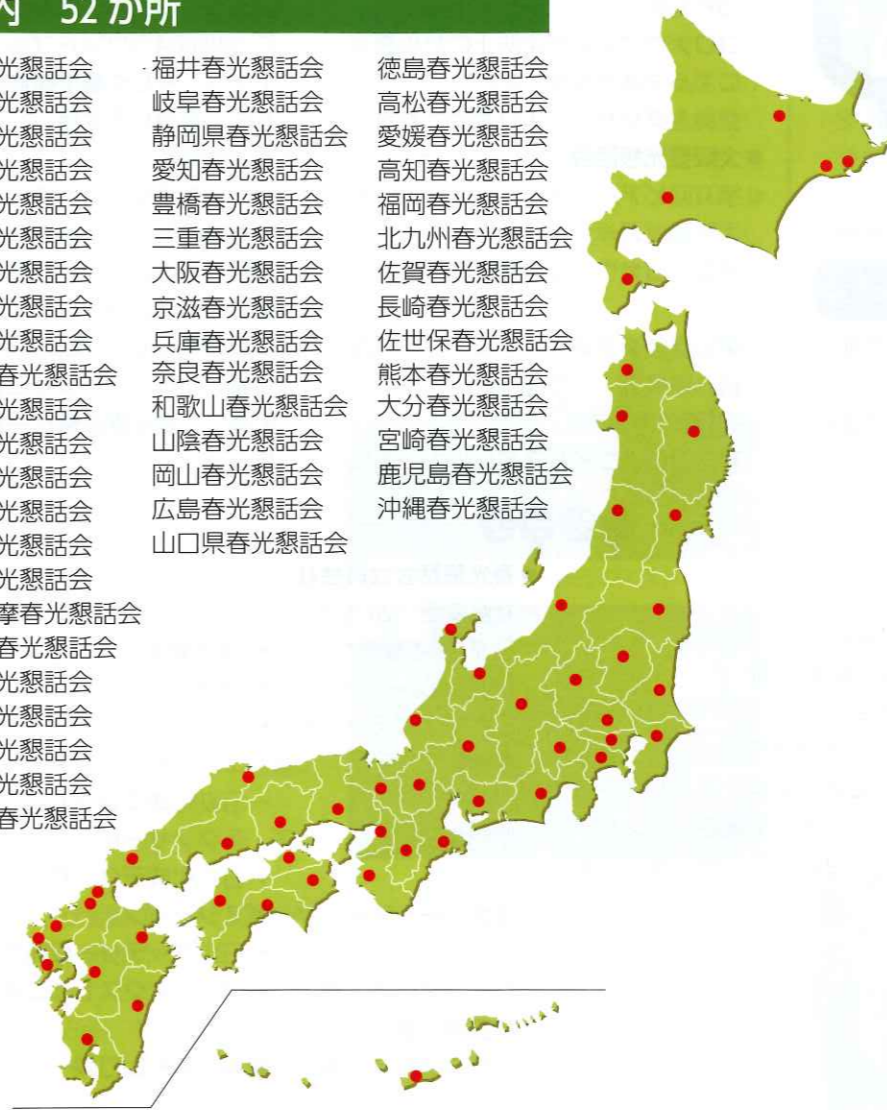 内 52か所
光懇話会
光懇話会
光懇話会
光懇話会
光懇話会
光懇話会
光懇話会
光懇話会
光懇話会
春光懇話会
光懇話会
光懇話会
光懇話会
光懇話会
光懇話会
光懇話会
摩春光懇話会
春光懇話会
光懇話会
光懇話会
光懇話会
光懇話会
春光懇話会
福井春光懇話会
岐阜春光懇話会
静岡県春光懇話会
愛知春光懇話会
豊橋春光懇話会
三重春光懇話会
大阪春光懇話会
京滋春光懇話会
兵庫春光懇話会
奈良春光懇話会
和歌山春光懇話会
山陰春光懇話会
岡山春光懇話会
広島春光懇話会
山口県春光懇話会
徳島春光懇話会
高松春光懇話会
愛媛春光懇話会
高知春光懇話会
福岡春光懇話会
北九州春光懇話会
佐賀春光懇話会
長崎春光懇話会
佐世保春光懇話会
熊本春光懇話会
大分春光懇話会
宮崎春光懇話会
鹿児島春光懇話会
沖縄春光懇話会